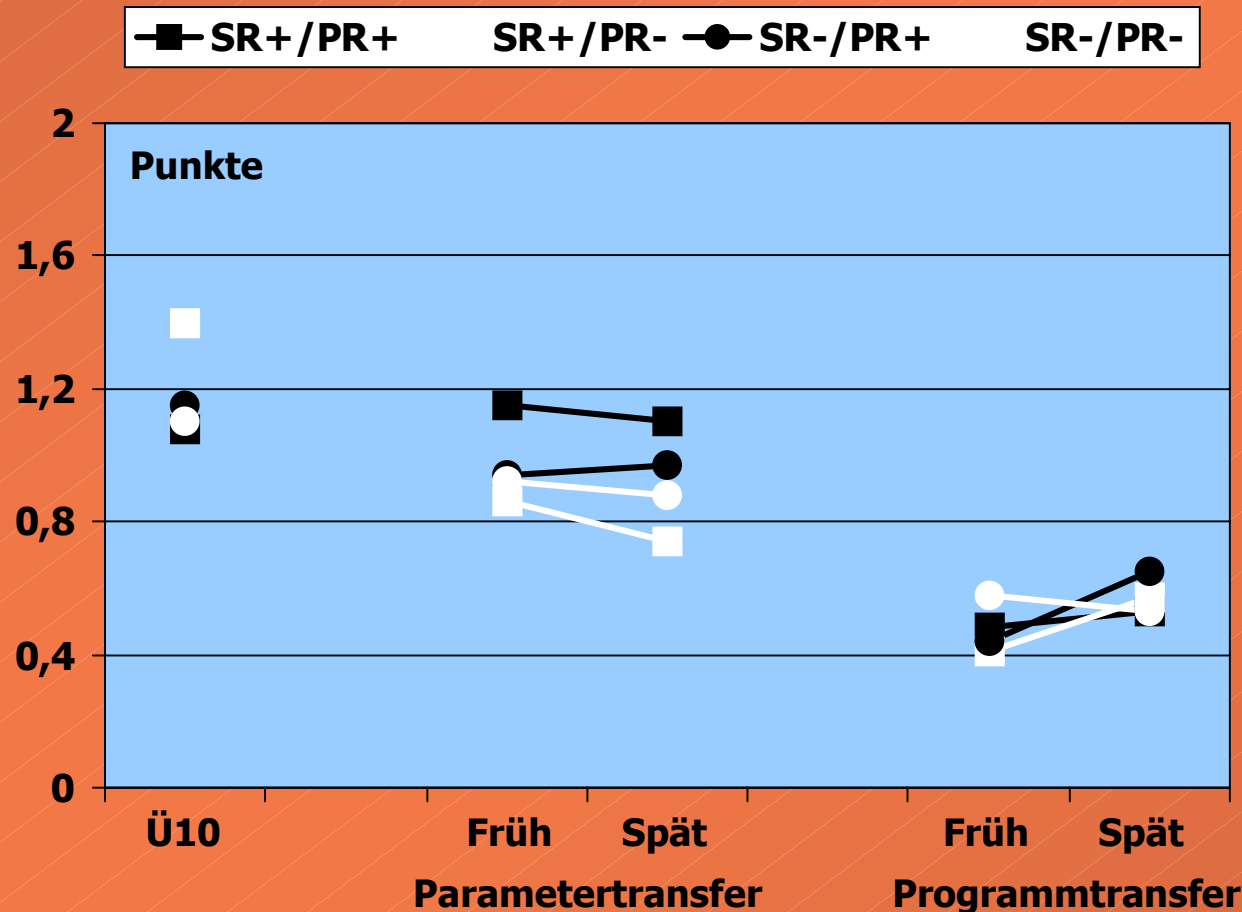 SR+/PR+ SR+/PR- SR-/PR+ SR-/PR-
2
Punkte
1,6
1,2
0,8
0,4
0
Ü10 Früh Spät Früh Spät
Parametertransfer Programmtransfer